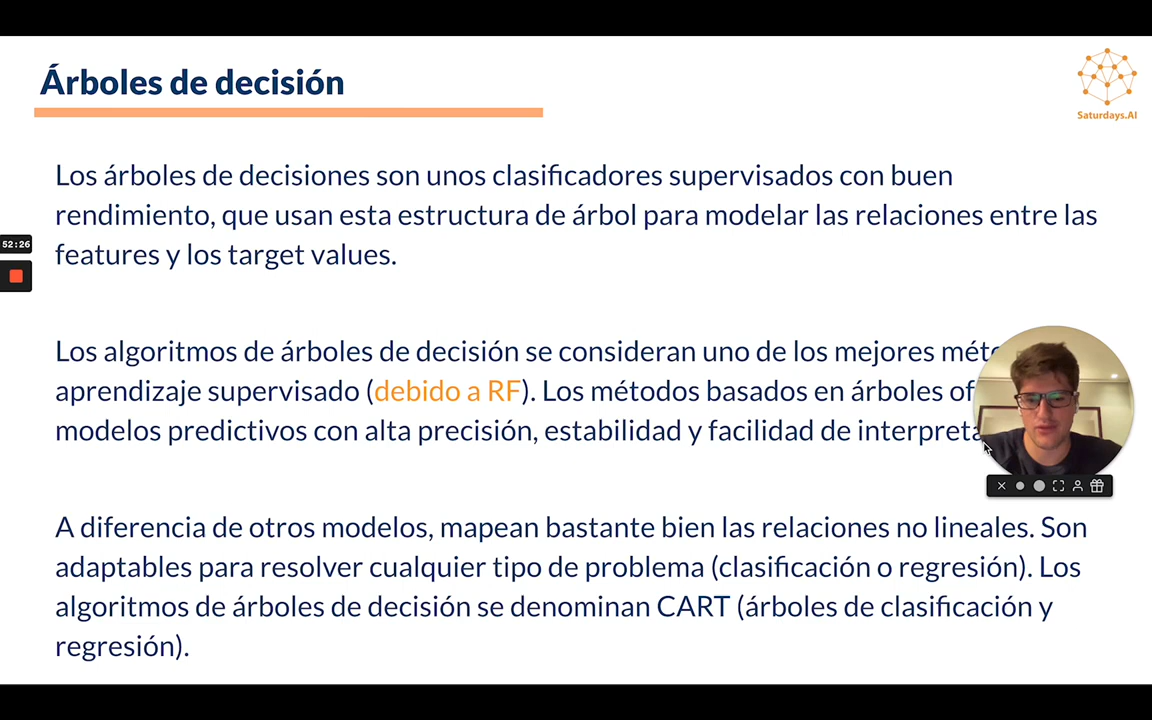 Árboles de decisión
Saturdays.AI
Los árboles de decisiones son unos clasificadores supervisados con buen
rendimiento, que usan esta estructura de árbol para modelar las relaciones entre las
features y los target values.
52:26
Los algoritmos de árboles de decisión se consideran uno de los mejores
aprendizaje supervisado (debido a RF). Los métodos basados en árboles
modelos predictivos con alta precisión, estabilidad y facilidad de
A diferencia de otros modelos, mapean bastante bien las relaciones no lineales. Son
adaptables para resolver cualquier tipo de problema (clasificación o regresión). Los
algoritmos de árboles de decisión se denominan CART (árboles de clasificación y
regresión).